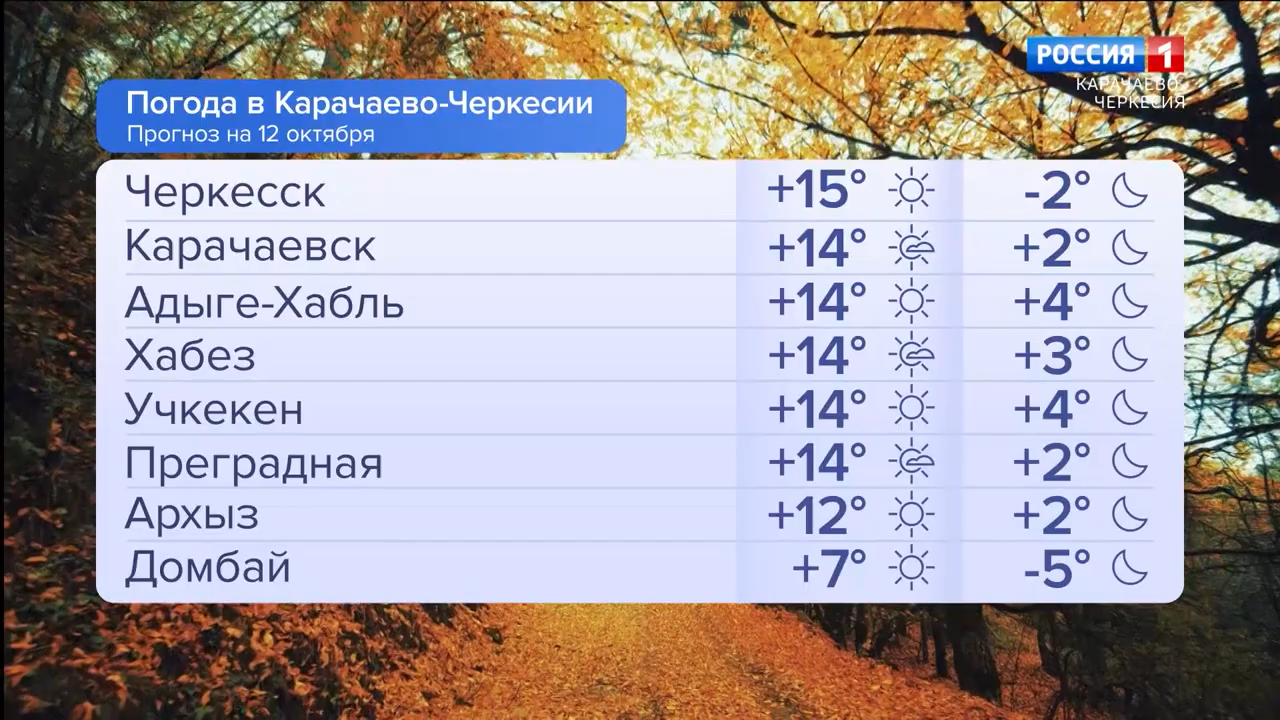 РОССИЯ 1
КАРАЧАЕВО-
ЧЕРКЕСИЯ
Погода в Карачаево-Черкесии
Прогноз на 12 октября
Черкесск +15° -2°
Карачаевск +14° +2°
Адыге-Хабль +14° +4°
Хабез +14° +3°
Учкекен +14° +4°
Преградная +14° +2°
Архыз +12° +2°
Домбай +7° -5°